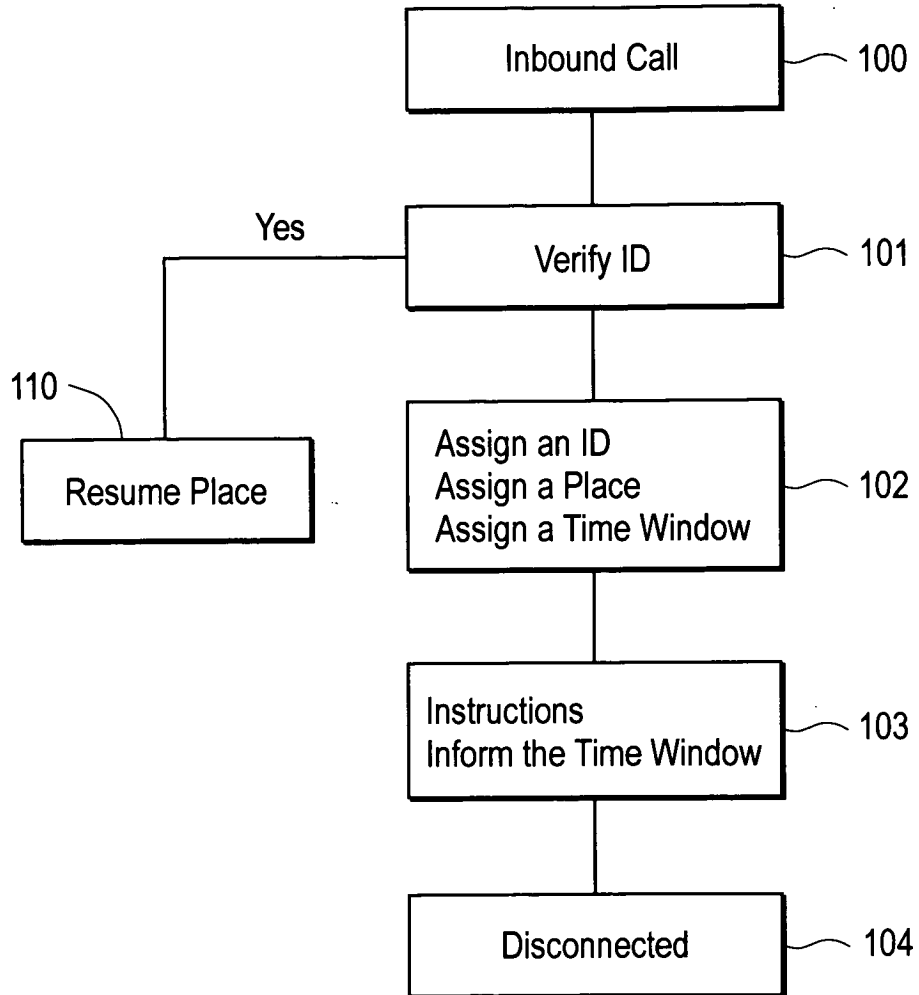 Inbound Call
100
Yes
Verify ID
101
110
Resume Place
Assign an ID
Assign a Place
Assign a Time Window
102
Instructions
Inform the Time Window
103
Disconnected
104